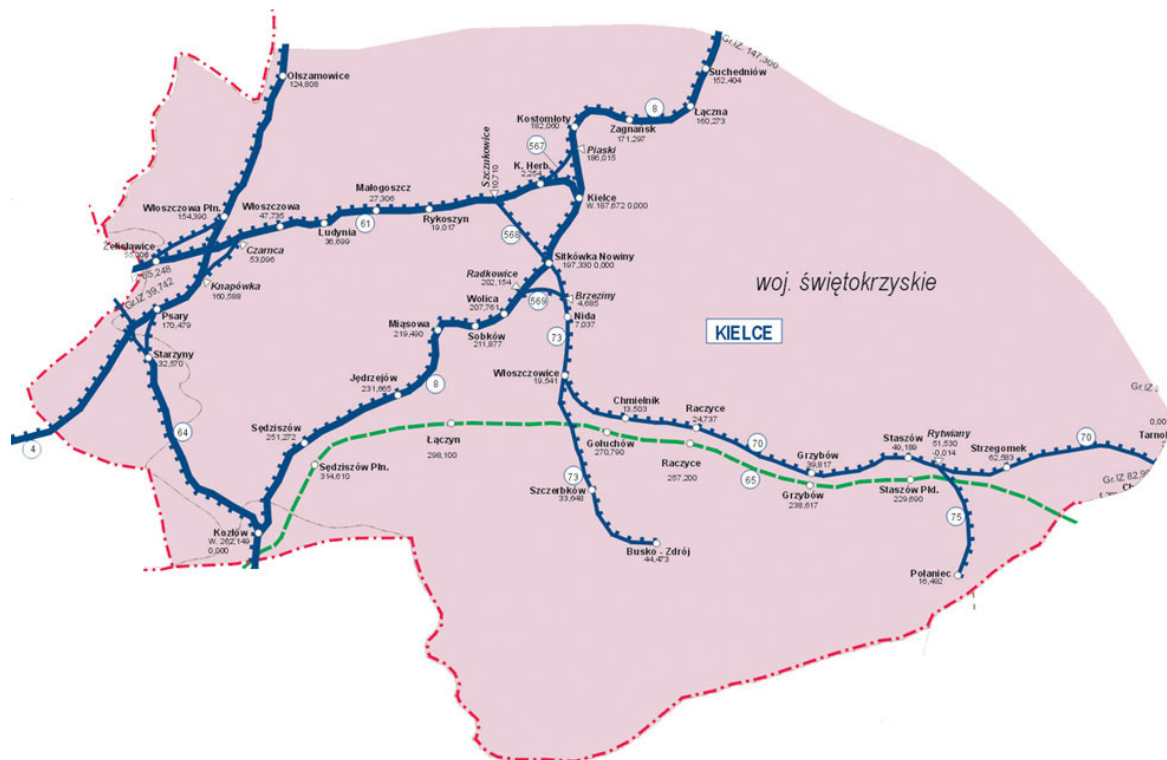 Gr.IZ. 147,300
Olszamowice
124,808
Suchedniów
152,404
8
Łączna
160,273
Kostomłoty
182,060
Zagnańsk
171,297
567
Piaski
186,015
Szczukowice
10,710
K. Herb.
2,254
Małogoszcz
27,306
Kielce
W. 187,672 0,000
Włoszczowa Płn.
154,390
Włoszczowa
47,735
Ludynia
36,699
61
Rykoszyn
19,017
568
Żelisławice
Czarnca
53,096
65,248
Gr.IZ 39,742
Knapówka
160,588
Sitkówka Nowiny
197,330 0,000
Radkowice
202,154
woj. świętokrzyskie
Wolica
207,761
569
Brzeziny
4,685
Psary
170,479
Miąsowa
219,490
Sobków
211,877
Nida
7,037
73
KIELCE
Starzyny
32,570
Jędrzejów
231,665
8
Włoszczowice
19,541
Chmielnik
13,503
Raczyce
24,737
70
64
Sędziszów
251,272
Łączyn
298,100
Gołuchów
270,790
Raczyce
257,200
65
4
Sędziszów Płn.
314,610
Grzybów
39,817
Staszów
49,189
Rytwiany
51,530
-0,014
Strzegomek
62,583
70
73
Szczerbków
33,648
Grzybów
238,617
Staszów Płd.
229,690
75
Kozłów
W. 262,149
0,000
Busko - Zdrój
44,473
Połaniec
16,492